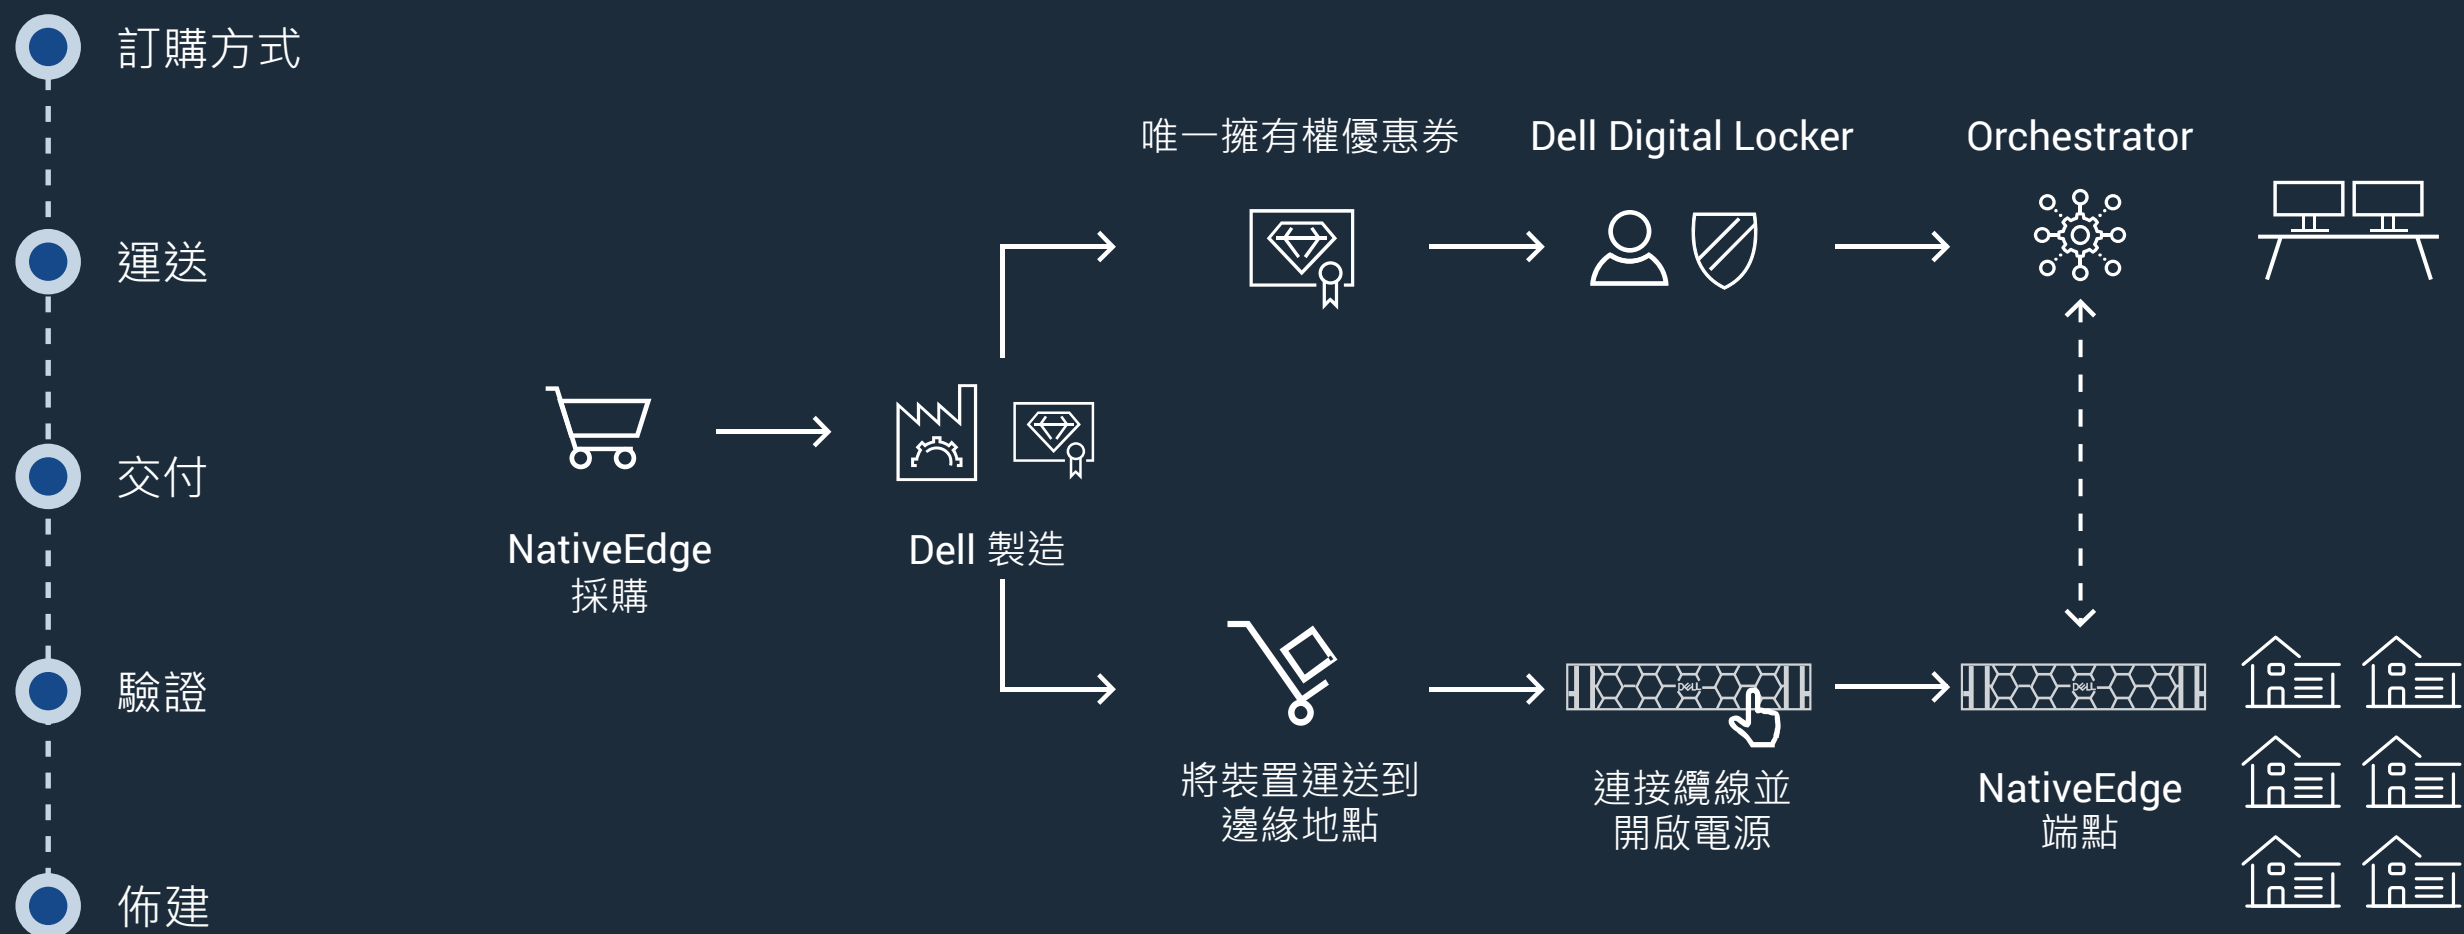 訂購方式
運送
交付
驗證
佈建
唯一擁有權優惠券
Dell Digital Locker
Orchestrator
NativeEdge
採購
Dell 製造
將裝置運送到
邊緣地點
DELL
連接纜線並
開啟電源
DELL
NativeEdge
端點